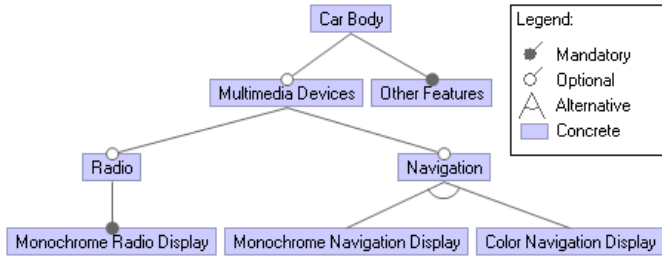 Car Body
Legend:
Mandatory
Optional
Alternative
Concrete
Multimedia Devices
Other Features
Radio
Navigation
Monochrome Radio Display
Monochrome Navigation Display
Color Navigation Display